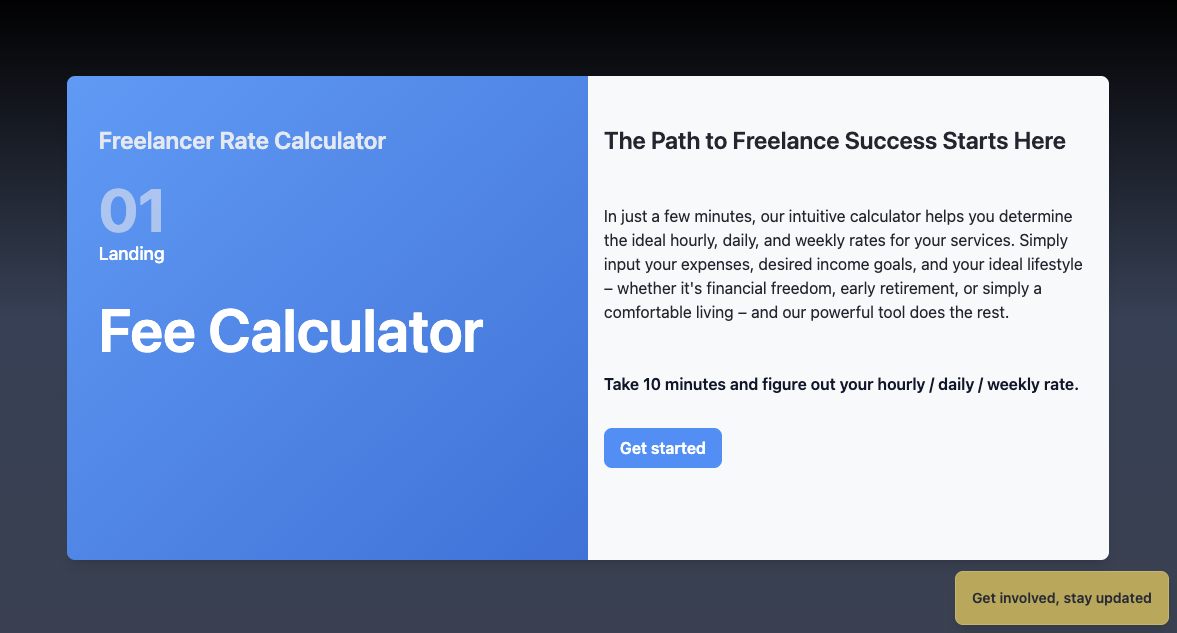 Freelancer Rate Calculator
01
Landing
Fee Calculator
The Path to Freelance Success Starts Here
In just a few minutes, our intuitive calculator helps you determine
the ideal hourly, daily, and weekly rates for your services. Simply
input your expenses, desired income goals, and your ideal lifestyle
– whether it's financial freedom, early retirement, or simply a
comfortable living – and our powerful tool does the rest.
Take 10 minutes and figure out your hourly / daily / weekly rate.
Get started
Get involved, stay updated